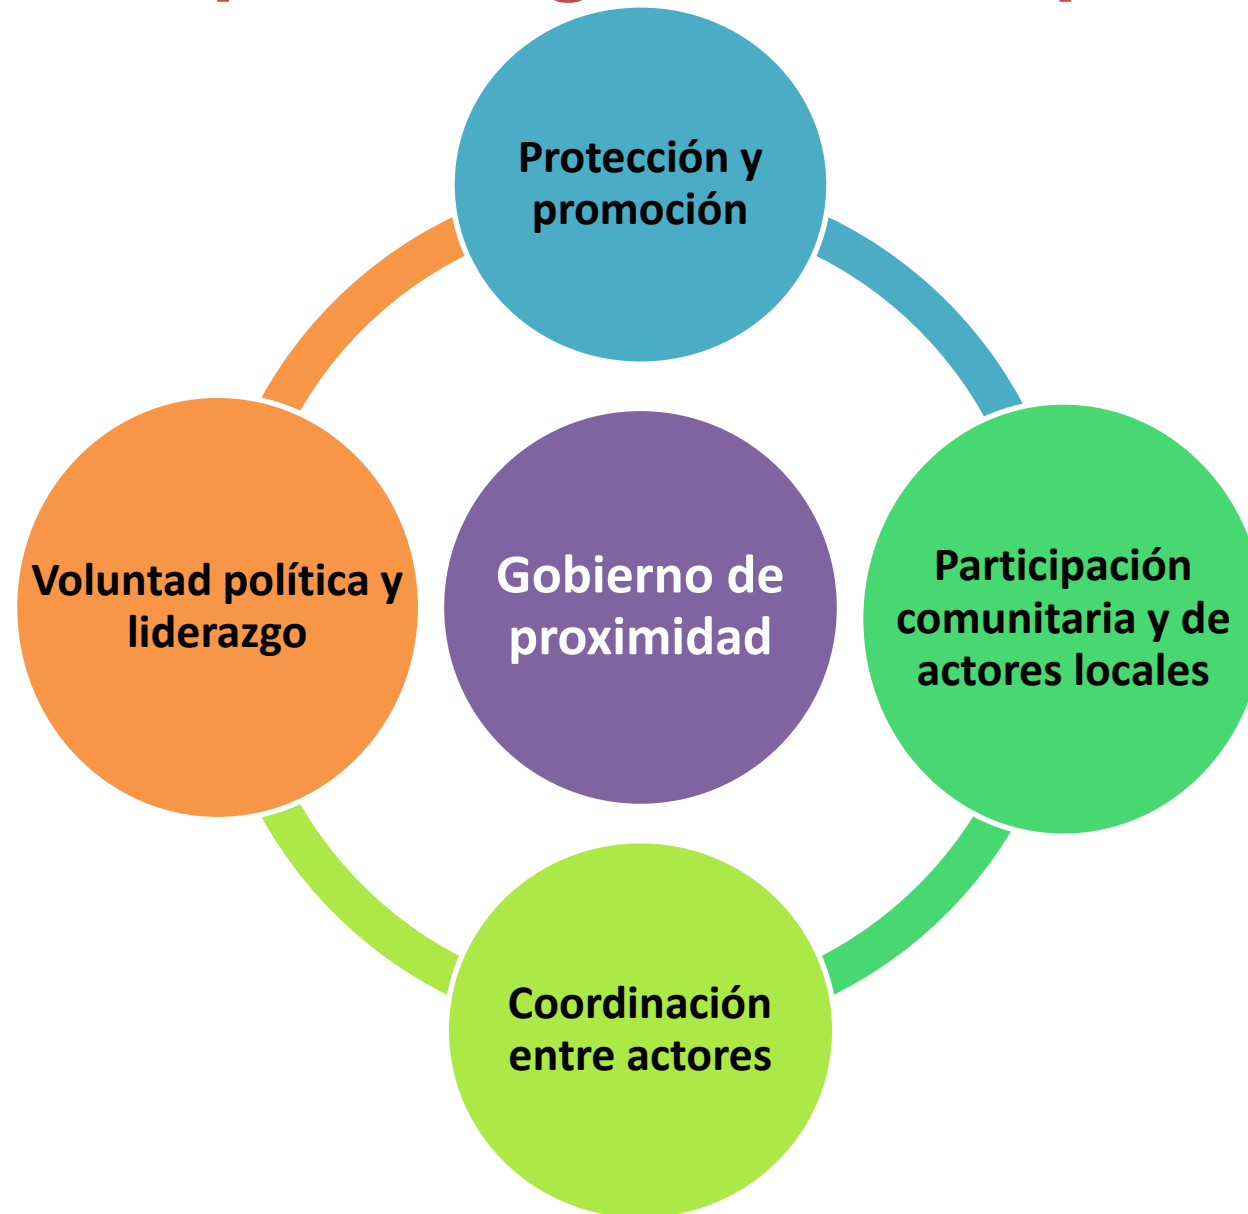 Protección y
promoción
Voluntad política y
liderazgo
Gobierno de
proximidad
Participación
comunitaria y de
actores locales
Coordinación
entre actores